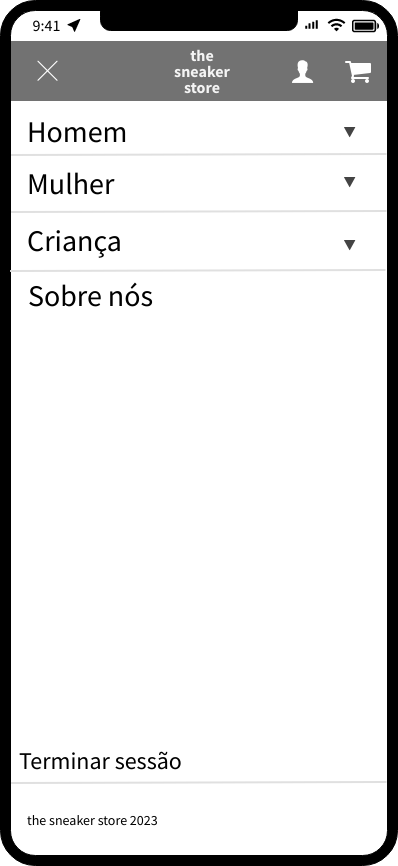 9:41
the
sneaker
store
Homem
Mulher
Criança
Sobre nós
Terminar sessão
the sneaker store 2023